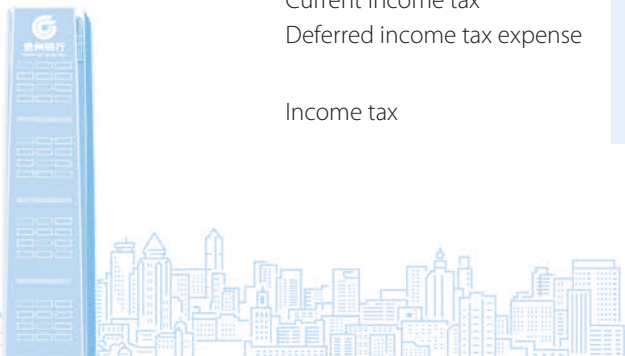 Current income tax
Deferred income tax expense
Income tax
贵州银行